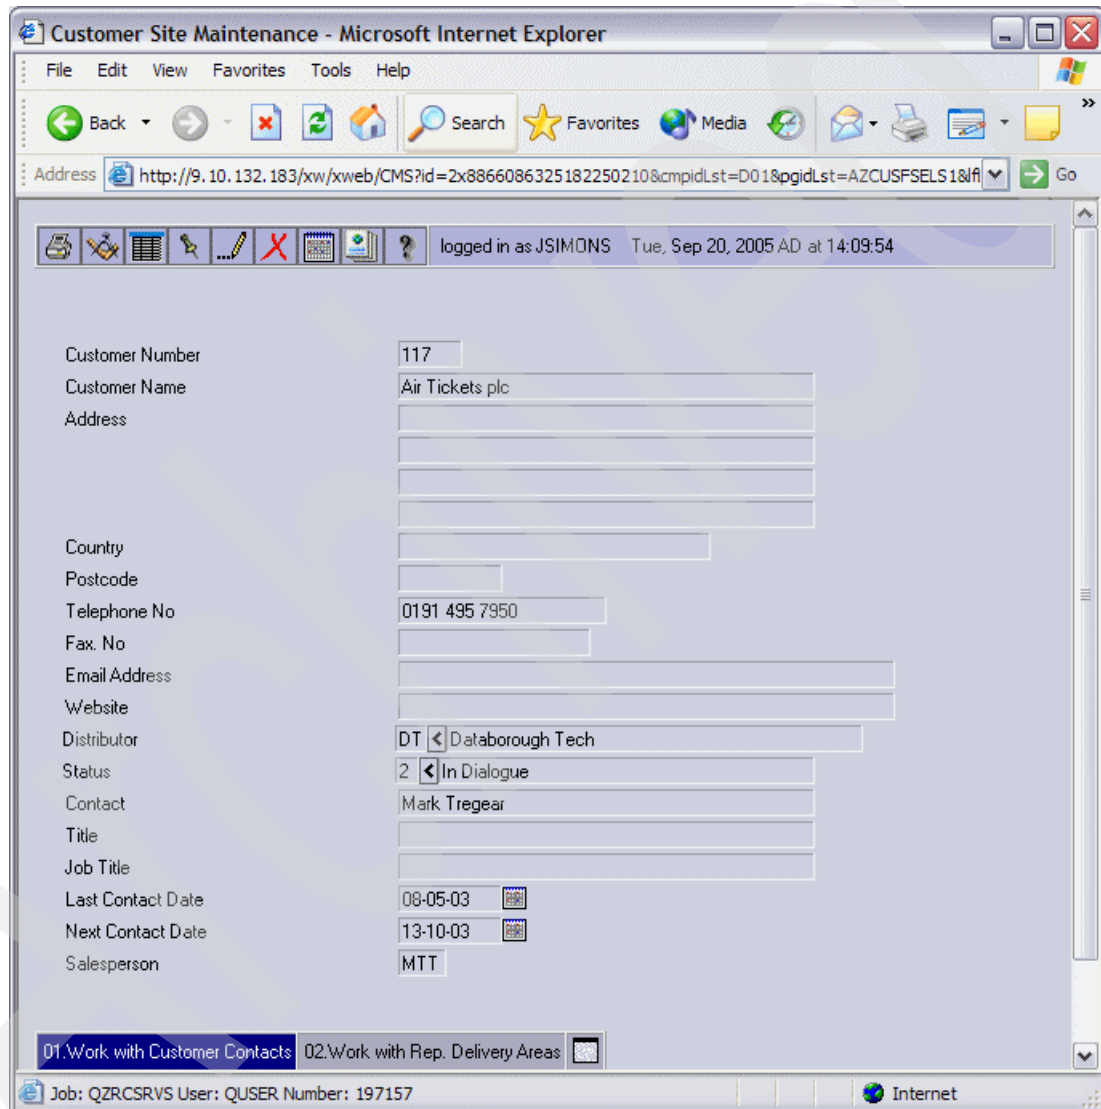 Customer Site Maintenance - Microsoft Internet Explorer
File Edit View Favorites Tools Help
Back Search Favorites Media »
Address http://9.10.132.183/xw/xweb/CMS?id=2x8866086325182250210&cmpidLst=D01&pgidLst=AZCUSFSELS1&lfl Go
... ? logged in as JSIMONS Tue, Sep 20, 2005 AD at 14:09:54
Customer Number 117
Customer Name Air Tickets plc
Address
Country
Postcode
Telephone No 0191 495 7950
Fax. No
Email Address
Website
Distributor DT < Databorough Tech
Status 2 < In Dialogue
Contact Mark Tregear
Title
Job Title
Last Contact Date 08-05-03
Next Contact Date 13-10-03
Salesperson MTT
01.Work with Customer Contacts 02.Work with Rep. Delivery Areas
Job: QZRCSRVS User: QUSER Number: 197157 Internet